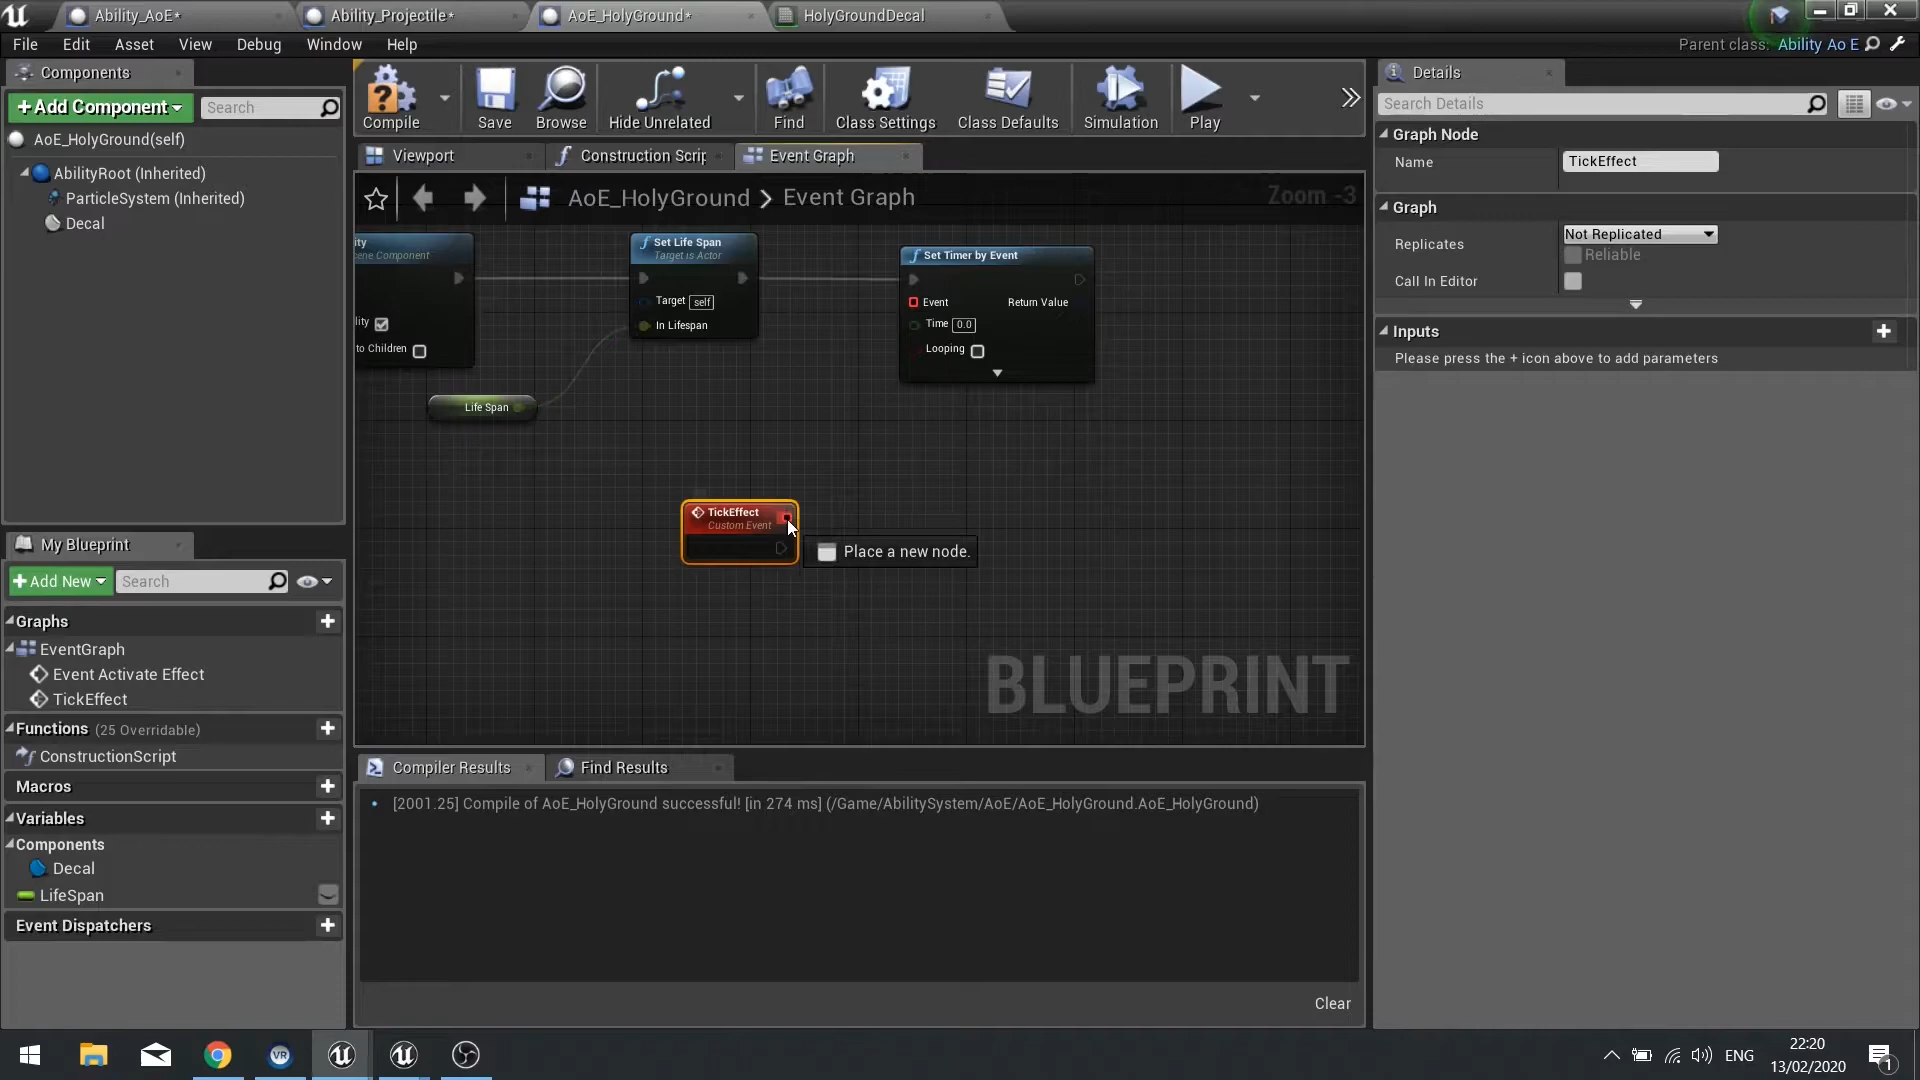 Ability_AoE*
Ability_Projectile*
AoE_HolyGround*
HolyGroundDecal
File Edit Asset View Debug Window Help
Parent class: Ability Ao E
Components
+Add Component
Search
AoE_HolyGround(self)
AbilityRoot (Inherited)
ParticleSystem (Inherited)
Decal
Compile
Save
Browse
Hide Unrelated
Find
Class Settings
Class Defaults
Simulation
Play
Viewport
Construction Scrip
Event Graph
AoE_HolyGround > Event Graph
Zoom -3
ity
ene Component
ity
to Children
Set Life Span
Target is Actor
Target self
In Lifespan
Life Span
Set Timer by Event
Event
Return Value
Time 0.0
Looping
TickEffect
Custom Event
Place a new node.
BLUEPRINT
Details
Search Details
Graph Node
Name TickEffect
Graph
Replicates Not Replicated
Reliable
Call In Editor
Inputs
Please press the + icon above to add parameters
My Blueprint
+Add New
Search
Graphs
EventGraph
Event Activate Effect
TickEffect
Functions (25 Overridable)
ConstructionScript
Macros
Variables
Components
Decal
LifeSpan
Event Dispatchers
Compiler Results
Find Results
[2001.25] Compile of AoE_HolyGround successful! [in 274 ms] (/Game/AbilitySystem/AoE/AoE_HolyGround.AoE_HolyGround)
Clear
VR
ENG
22:20
13/02/2020
1